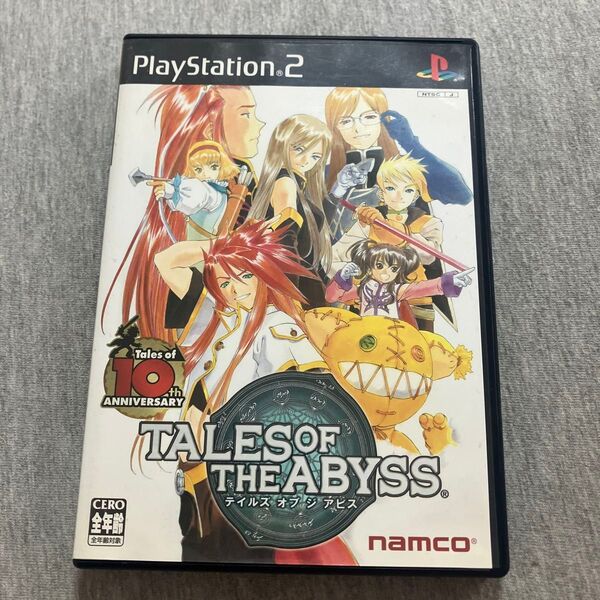 PlayStation®2
NTSC J
Tales of
10th
ANNIVERSARY
TALES OF
THE ABYSS®
テイルズ オブ ジ アビス
CERO
全年齢
全年齢対象
namco®